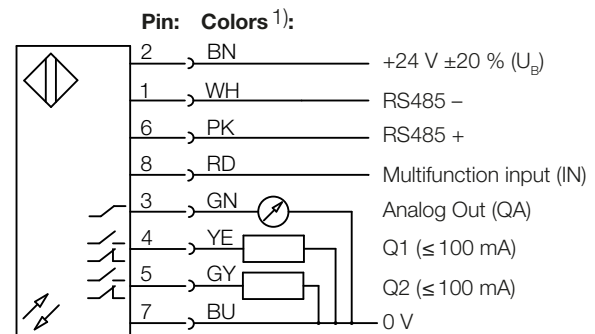 Pin: Colors 1):
2 BN +24 V ±20 % (UB)
1 WH RS485 –
6 PK RS485 +
8 RD Multifunction input (IN)
3 GN Analog Out (QA)
4 YE Q1 (≤ 100 mA)
5 GY Q2 (≤ 100 mA)
7 BU 0 V